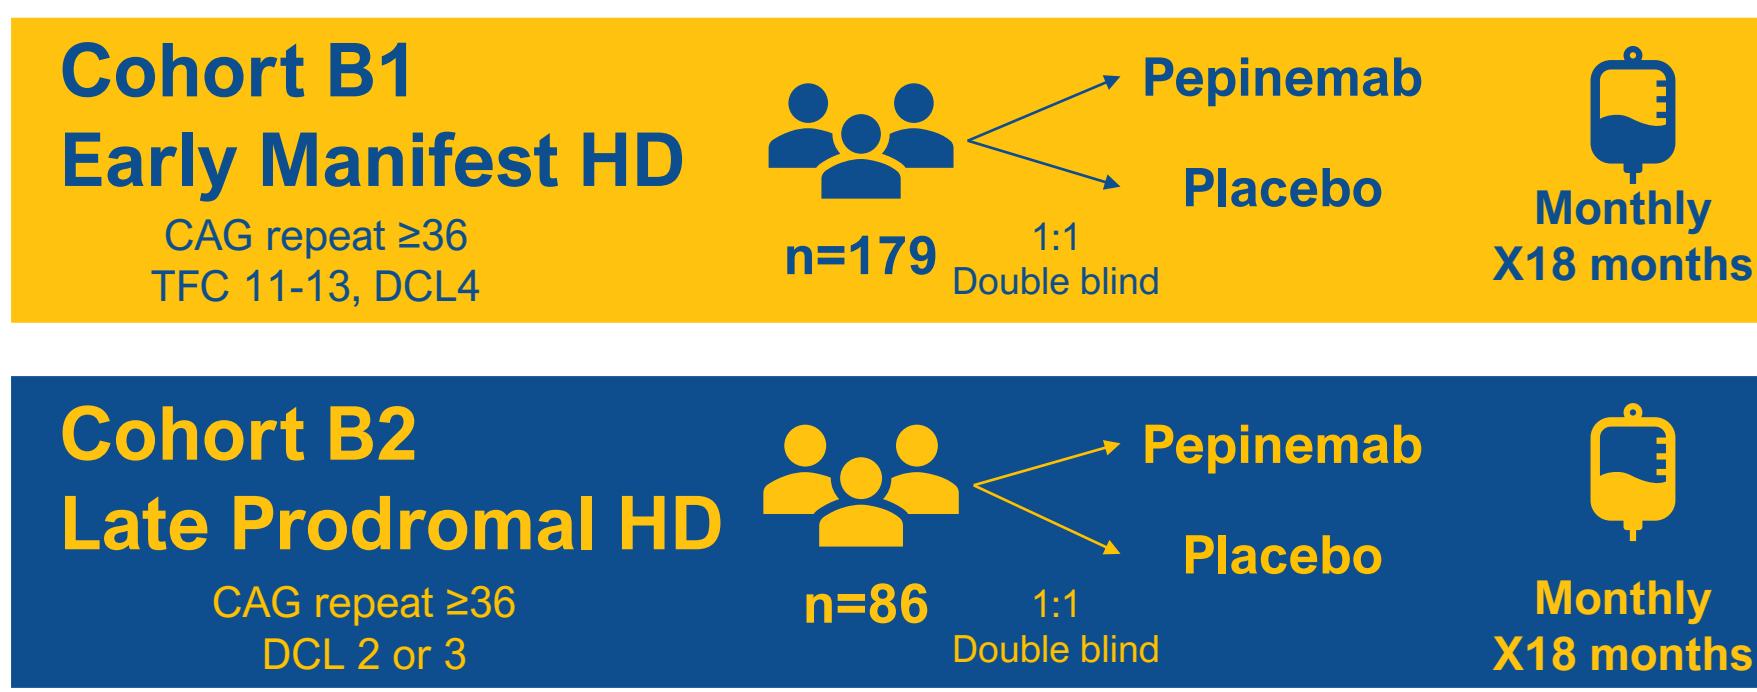 Cohort B1
Early Manifest HD
CAG repeat ≥36
TFC 11-13, DCL4
n=179
1:1
Double blind
Pepinemab
Placebo
Monthly
X18 months
Cohort B2
Late Prodromal HD
CAG repeat ≥36
DCL 2 or 3
n=86
1:1
Double blind
Pepinemab
Placebo
Monthly
X18 months